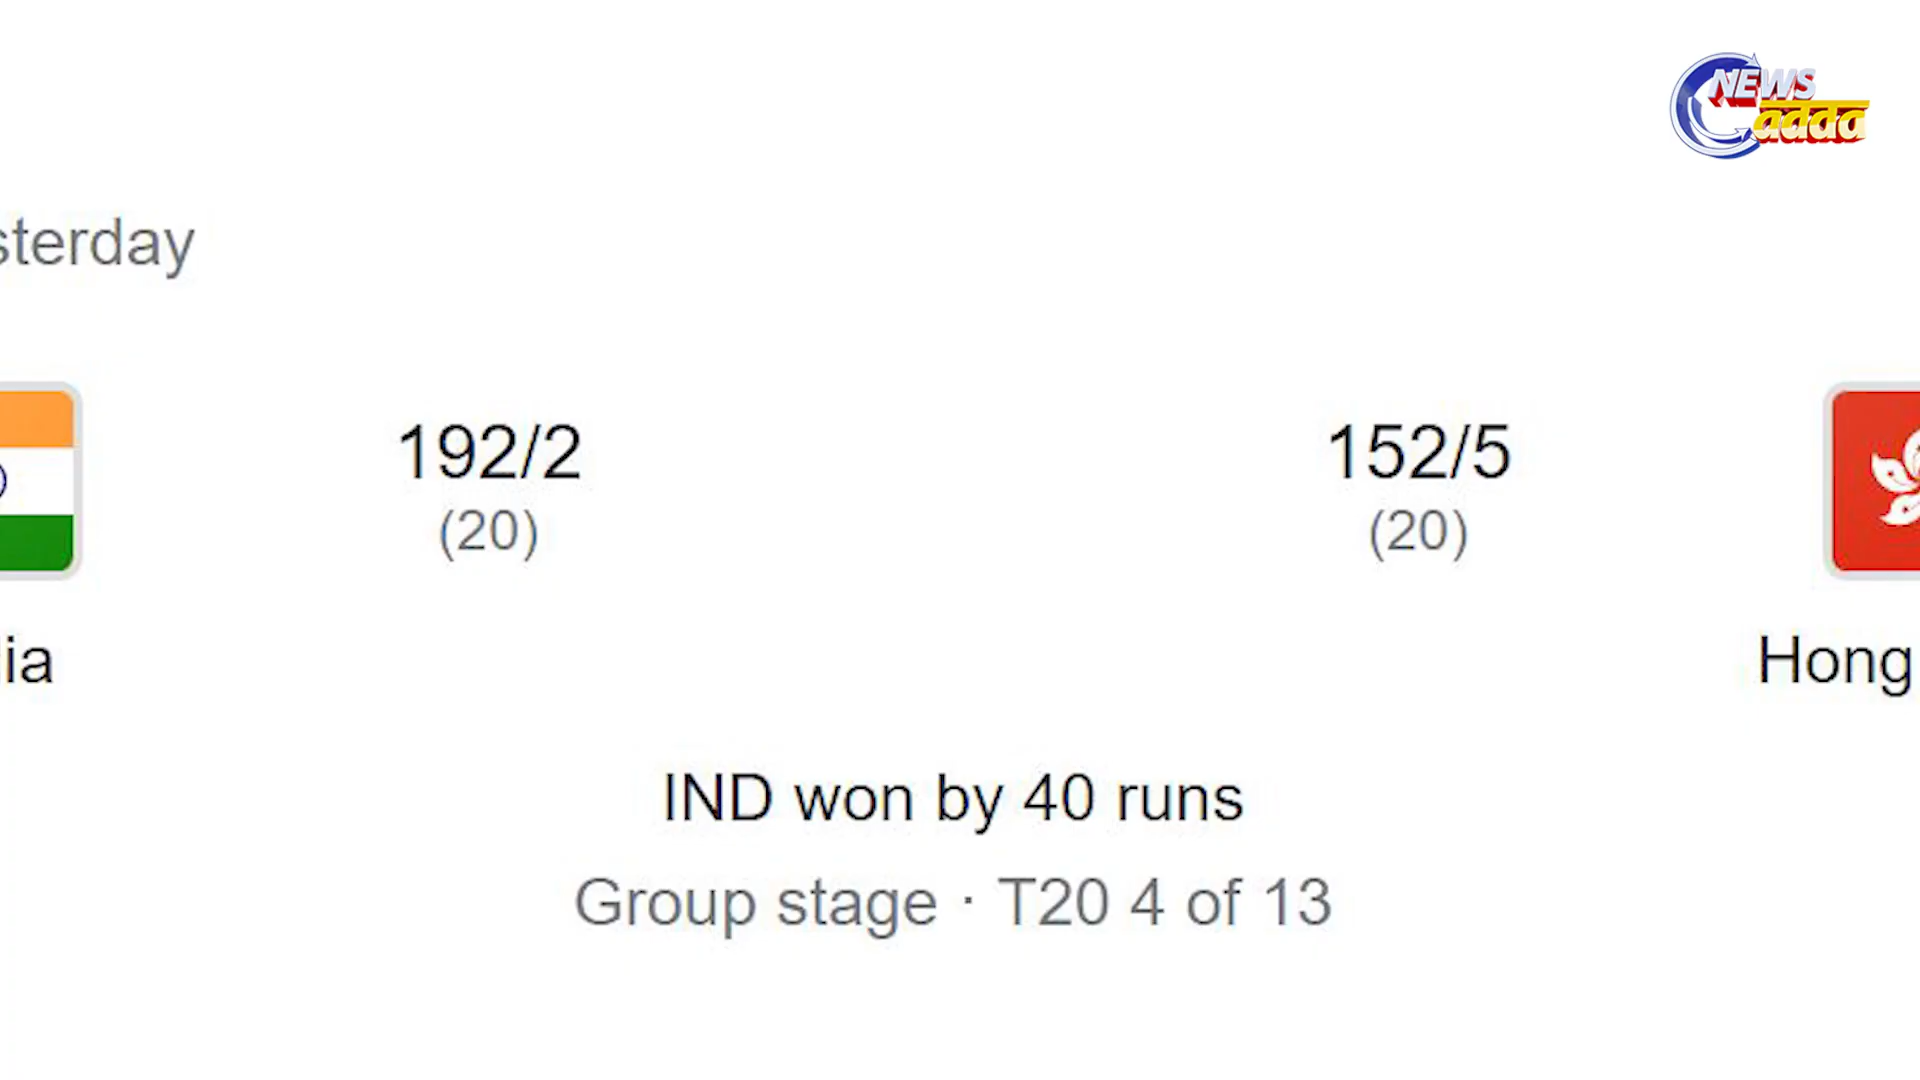 NEWS
adda
sterday
192/2
(20)
152/5
(20)
ia
Hong
IND won by 40 runs
Group stage · T20 4 of 13